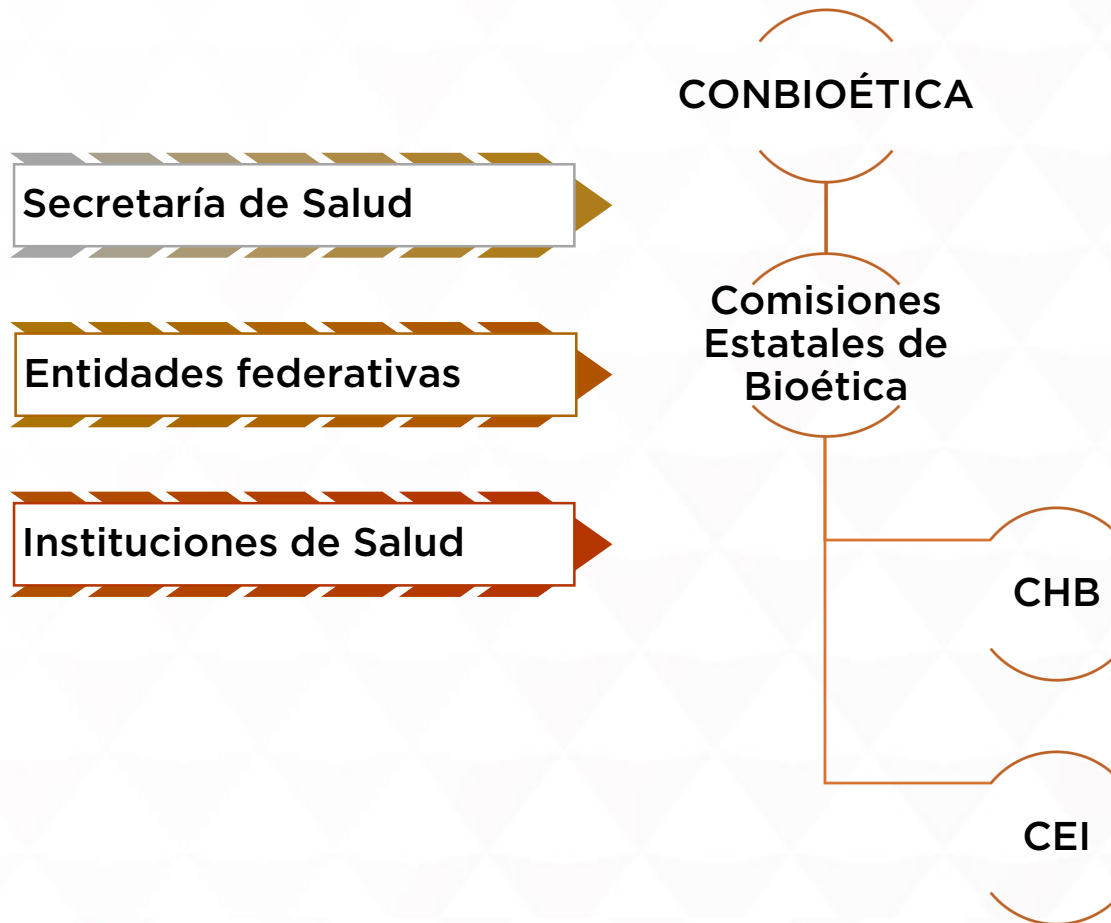 CONBIOÉTICA
Secretaría de Salud
Comisiones
Estatales de
Bioética
Entidades federativas
Instituciones de Salud
CHB
CEI